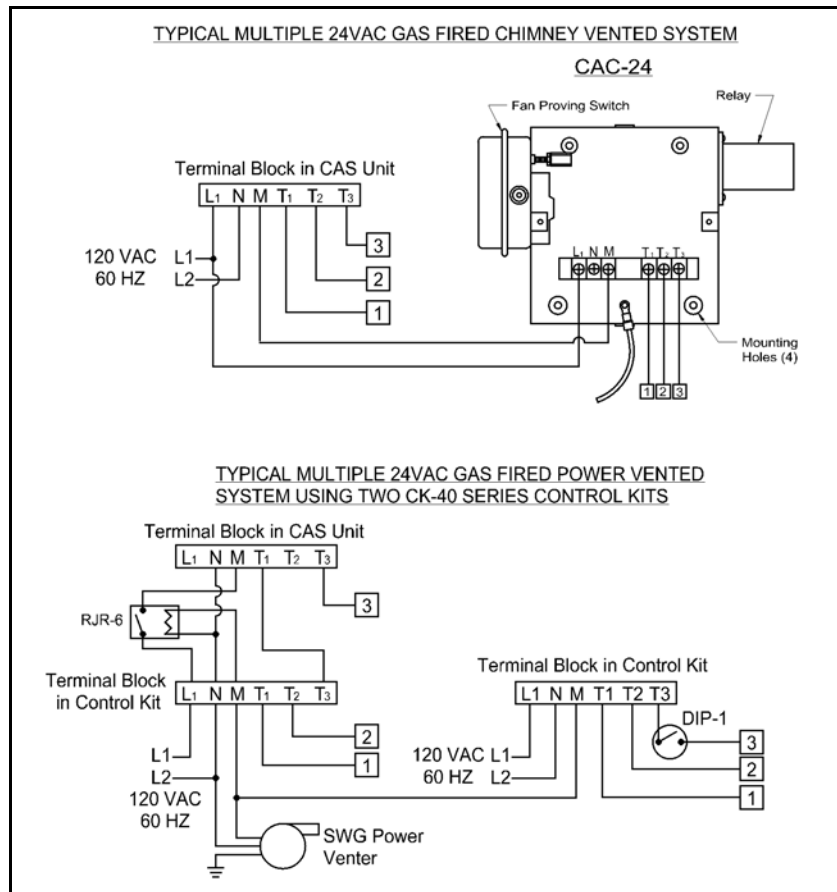 TYPICAL MULTIPLE 24VAC GAS FIRED CHIMNEY VENTED SYSTEM
CAC-24
Fan Proving Switch
Relay
Terminal Block in CAS Unit
L1 N M T1 T2 T3
3
120 VAC L1
60 HZ L2
2
1
L1 N M T1 T2 T3
Mounting
Holes (4)
1 2 3
TYPICAL MULTIPLE 24VAC GAS FIRED POWER VENTED
SYSTEM USING TWO CK-40 SERIES CONTROL KITS
Terminal Block in CAS Unit
L1 N M T1 T2 T3
3
RJR-6
Terminal Block
in Control Kit
L1 N M T1 T2 T3
2
1
L1
L2
120 VAC
60 HZ
SWG Power
Venter
Terminal Block in Control Kit
L1 N M T1 T2 T3
DIP-1
120 VAC L1
60 HZ L2
3
2
1